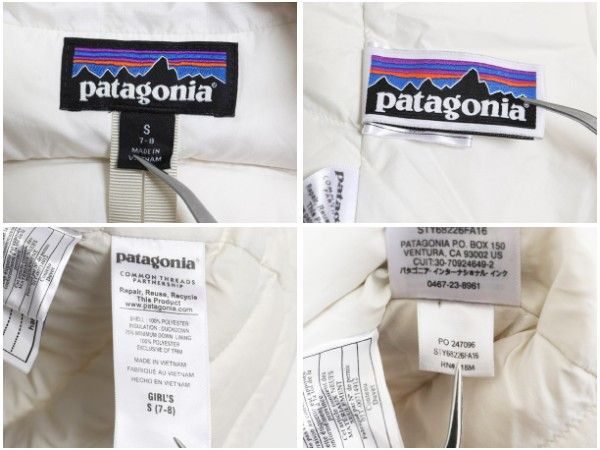 patagonia®
S
7-8
MADE IN
VIETNAM
patagonia®
patagonia®
COMMON THREADS
PARTNERSHIP
Repair, Reuse, Recycle
This Product
www.patagonia.com
SHELL : 100% POLYESTER
INSULATION : DUCKDOWN
25% MINIMUM DOWN LINING :
100% POLYESTER
EXCLUSIVE OF TRIM
MADE IN VIETNAM
FABRIQUÉ AU VIETNAM
HECHO EN VIETNAM
GIRL'S
S (7-8)
STY68226FA16
PATAGONIA P.O. BOX 150
VENTURA, CA 93002 US
CUIT: 30-70924649-2
パタゴニア・インターナショナル・インク
0467-23-8961
PO 247096
STY68226FA16